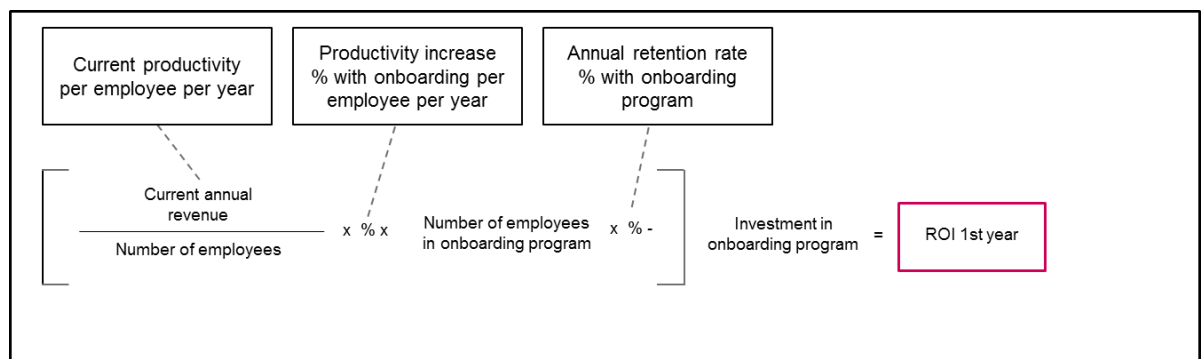 Current productivity
per employee per year
Productivity increase
% with onboarding per
employee per year
Annual retention rate
% with onboarding
program
Current annual
revenue
Number of employees
x % x
Number of employees
in onboarding program
x % -
Investment in
onboarding program
=
ROI 1st year